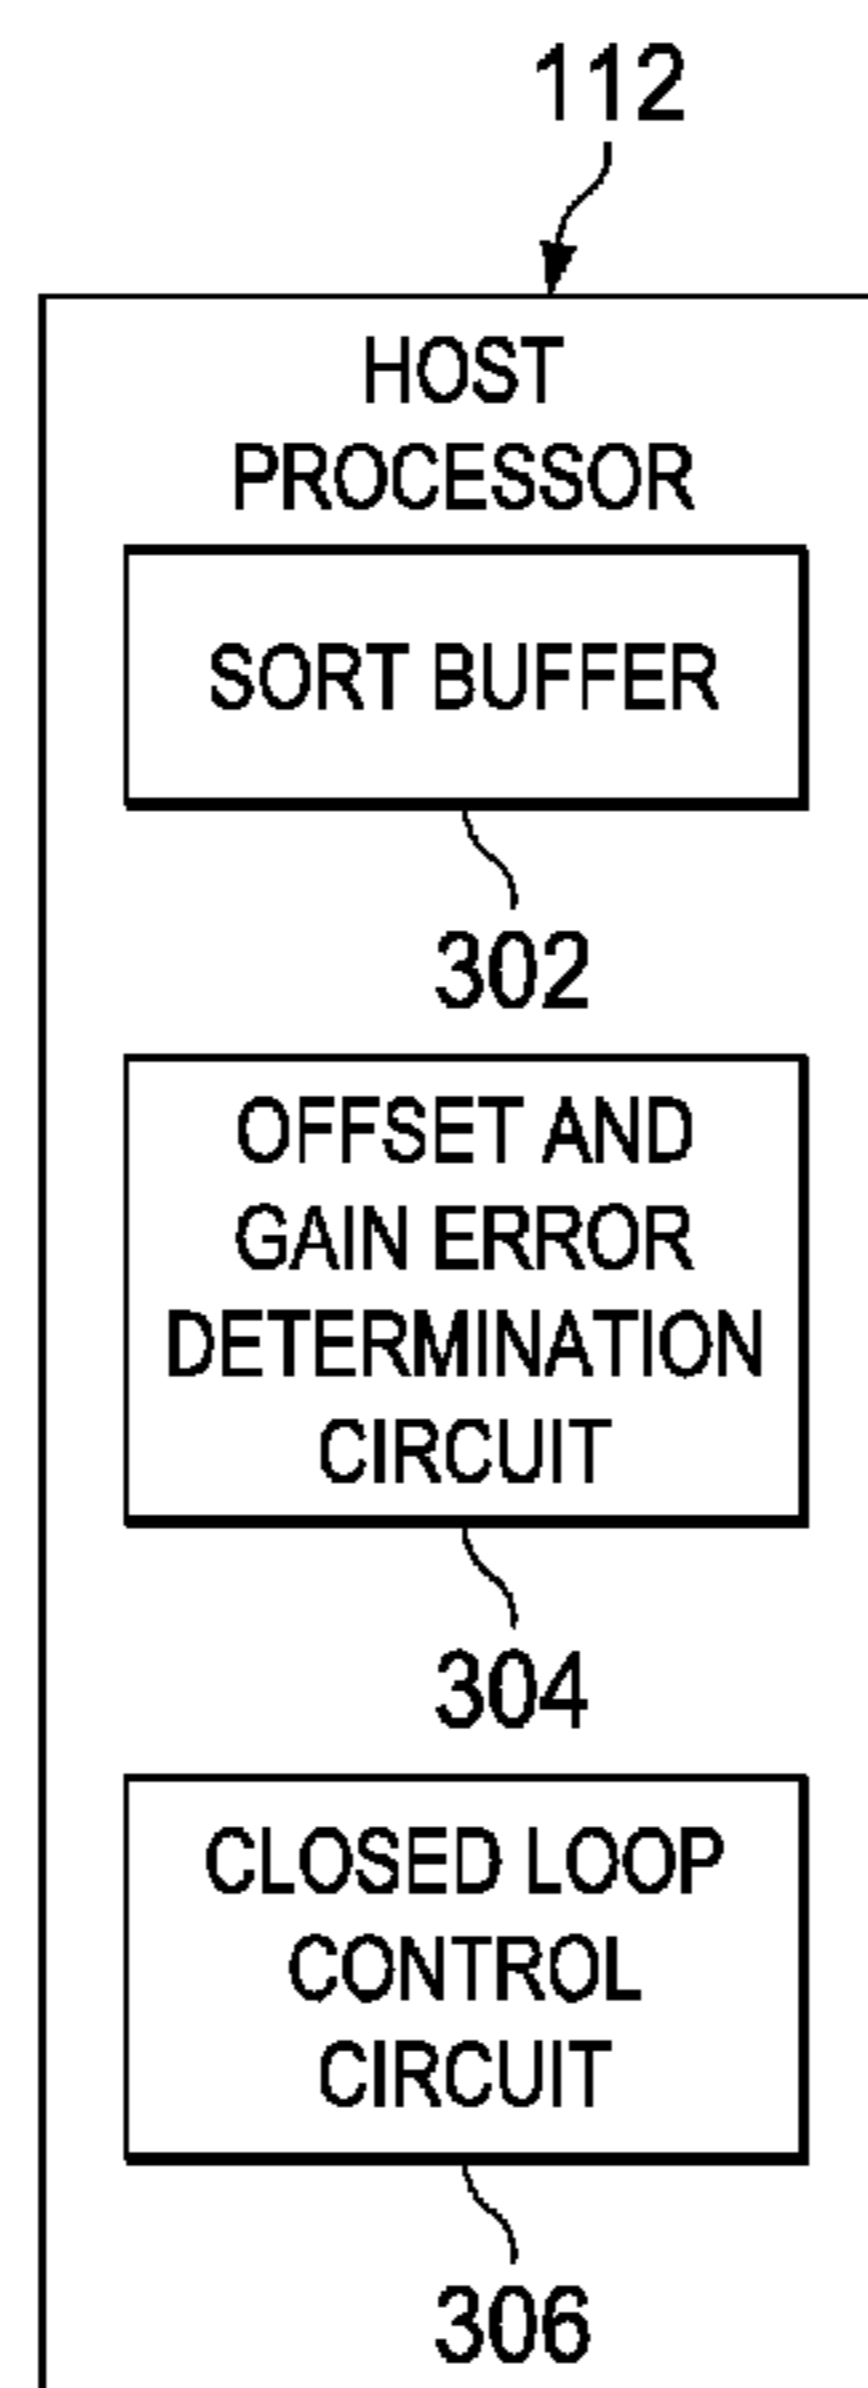 112
HOST
PROCESSOR
SORT BUFFER
302
OFFSET AND
GAIN ERROR
DETERMINATION
CIRCUIT
304
CLOSED LOOP
CONTROL
CIRCUIT
306